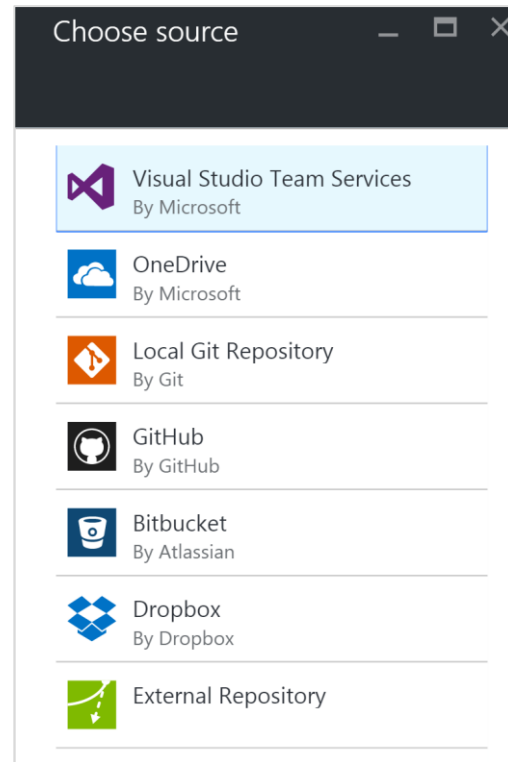 Choose source
Visual Studio Team Services
By Microsoft
OneDrive
By Microsoft
Local Git Repository
By Git
GitHub
By GitHub
Bitbucket
By Atlassian
Dropbox
By Dropbox
External Repository